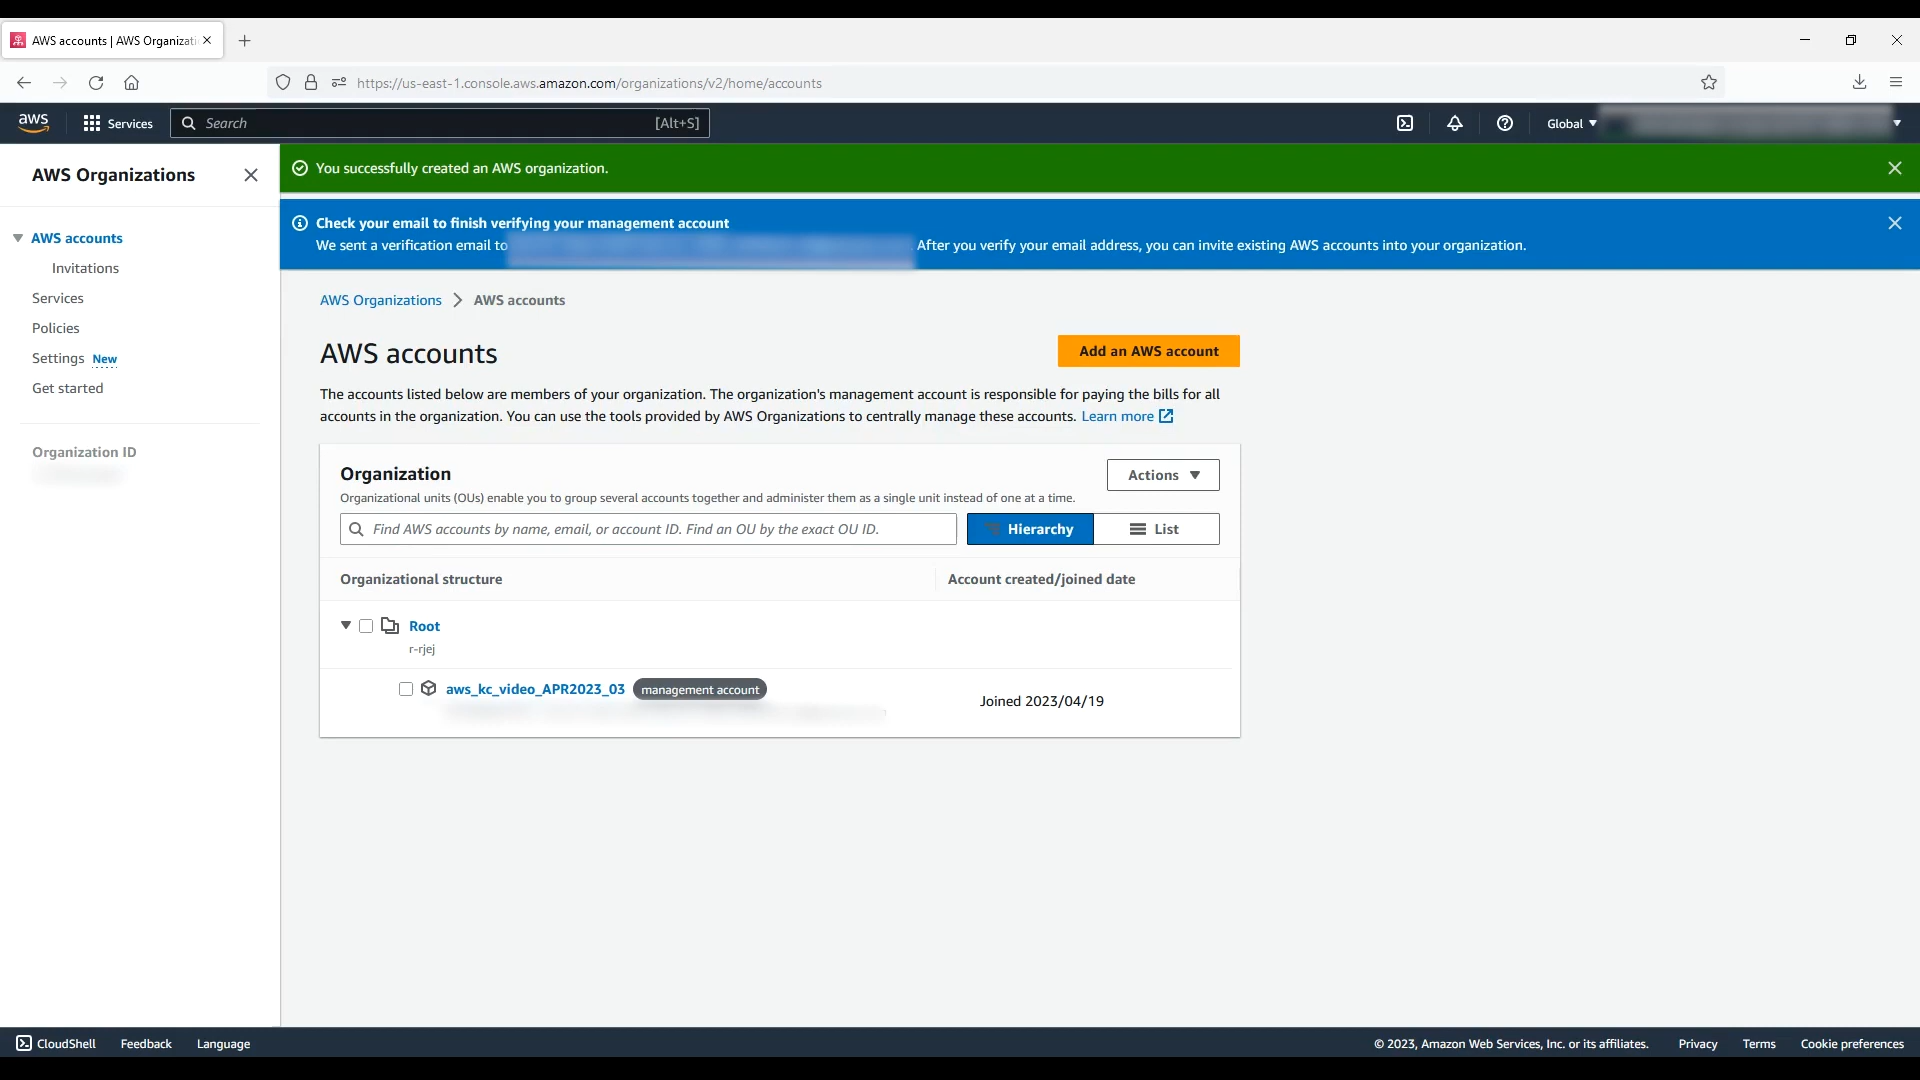 AWS accounts | AWS Organizati
https://us-east-1.console.aws.amazon.com/organizations/v2/home/accounts
aws
Services
Search
[Alt+S]
Global
AWS Organizations
AWS accounts
Invitations
Services
Policies
Settings New
Get started
Organization ID
You successfully created an AWS organization.
Check your email to finish verifying your management account
We sent a verification email to
After you verify your email address, you can invite existing AWS accounts into your organization.
AWS Organizations > AWS accounts
AWS accounts
Add an AWS account
The accounts listed below are members of your organization. The organization's management account is responsible for paying the bills for all
accounts in the organization. You can use the tools provided by AWS Organizations to centrally manage these accounts. Learn more
Organization
Actions
Organizational units (OUs) enable you to group several accounts together and administer them as a single unit instead of one at a time.
Find AWS accounts by name, email, or account ID. Find an OU by the exact OU ID.
Hierarchy
List
Organizational structure
Account created/joined date
Root
r-rjej
aws_kc_video_APR2023_03 management account
Joined 2023/04/19
CloudShell
Feedback
Language
© 2023, Amazon Web Services, Inc. or its affiliates.
Privacy
Terms
Cookie preferences